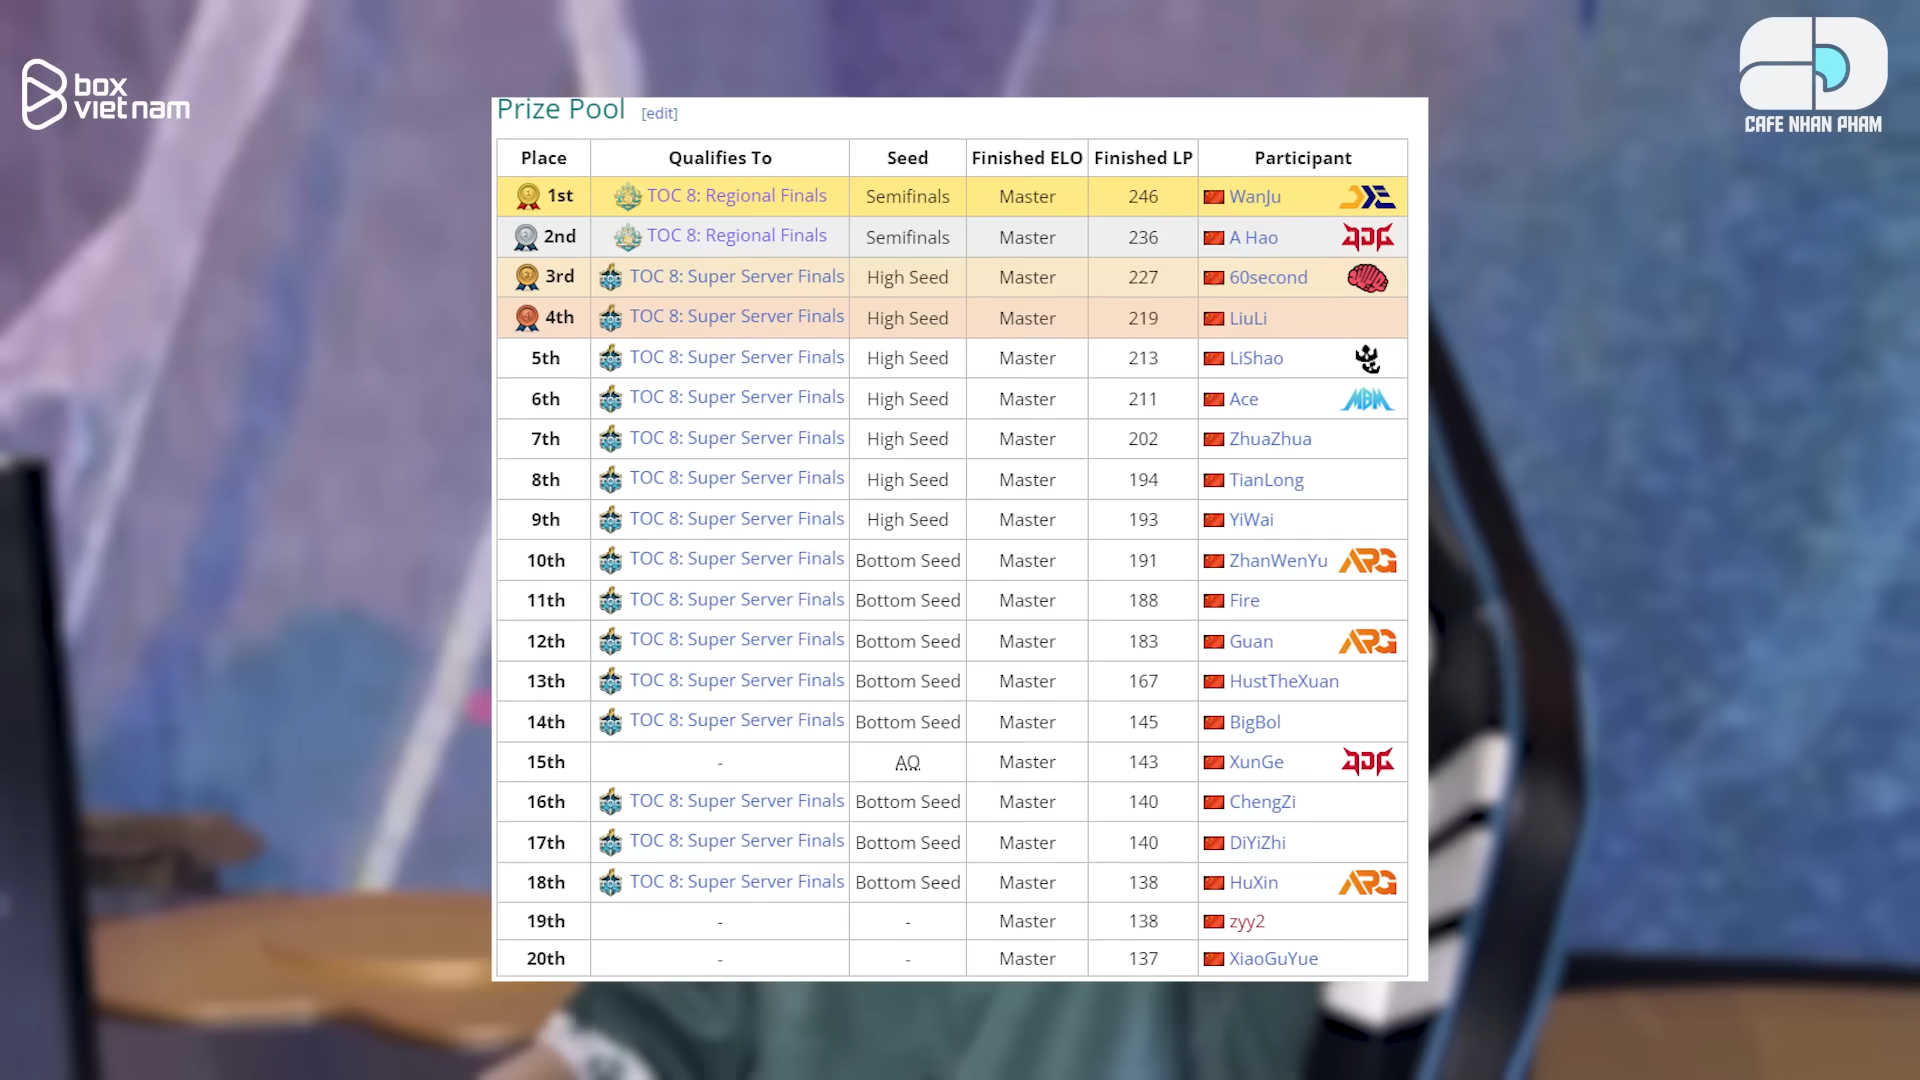 box
việt nam
CAFE NHAN PHAM
Prize Pool [edit]
Place Qualifies To Seed Finished ELO Finished LP Participant
1st TOC 8: Regional Finals Semifinals Master 246 WanJu
2nd TOC 8: Regional Finals Semifinals Master 236 A Hao
3rd TOC 8: Super Server Finals High Seed Master 227 60second
4th TOC 8: Super Server Finals High Seed Master 219 LiuLi
5th TOC 8: Super Server Finals High Seed Master 213 LiShao
6th TOC 8: Super Server Finals High Seed Master 211 Ace MBM
7th TOC 8: Super Server Finals High Seed Master 202 ZhuaZhua
8th TOC 8: Super Server Finals High Seed Master 194 TianLong
9th TOC 8: Super Server Finals High Seed Master 193 YiWai
10th TOC 8: Super Server Finals Bottom Seed Master 191 ZhanWenYu ARG
11th TOC 8: Super Server Finals Bottom Seed Master 188 Fire
12th TOC 8: Super Server Finals Bottom Seed Master 183 Guan ARG
13th TOC 8: Super Server Finals Bottom Seed Master 167 HustTheXuan
14th TOC 8: Super Server Finals Bottom Seed Master 145 BigBol
15th - AQ Master 143 XunGe
16th TOC 8: Super Server Finals Bottom Seed Master 140 ChengZi
17th TOC 8: Super Server Finals Bottom Seed Master 140 DiYiZhi
18th TOC 8: Super Server Finals Bottom Seed Master 138 HuXin ARG
19th - - Master 138 zyy2
20th - - Master 137 XiaoGuYue